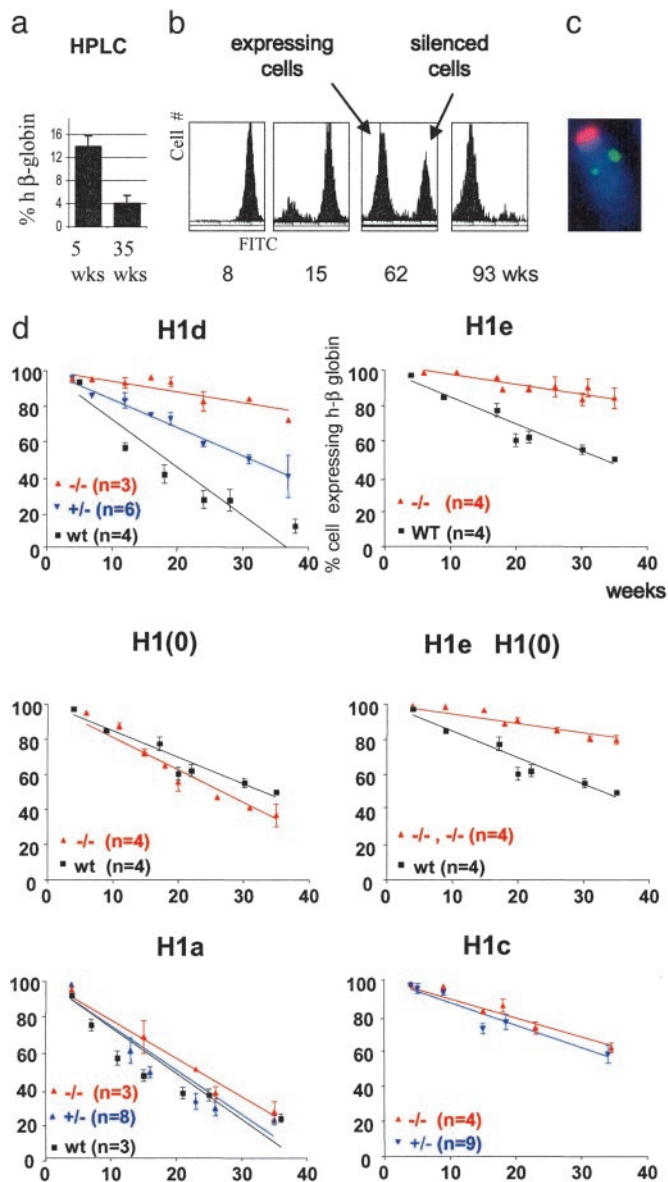 a
b
c
HPLC
expressing cells
silenced cells
% h β-globin
16
12
8
4
0
5 wks
35 wks
Cell #
FITC
8
15
62
93 wks
d
H1d
100
80
60
40
20
0
-/- (n=3)
+/- (n=6)
wt (n=4)
0 10 20 30 40
H1e
% cell expressing h-β globin
100
80
60
40
20
0
-/- (n=4)
WT (n=4)
0 10 20 30 40
weeks
H1(0)
100
80
60
40
20
0
-/- (n=4)
wt (n=4)
0 10 20 30 40
H1e H1(0)
100
80
60
40
20
0
-/- , -/- (n=4)
wt (n=4)
0 10 20 30 40
H1a
100
80
60
40
20
0
-/- (n=3)
+/- (n=8)
wt (n=3)
0 10 20 30 40
H1c
100
80
60
40
20
0
-/- (n=4)
+/- (n=9)
0 10 20 30 40